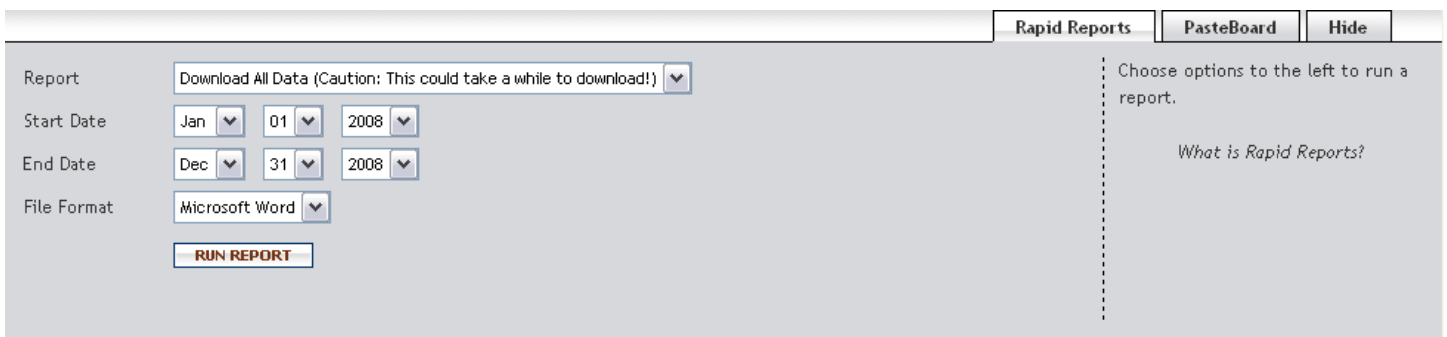 Rapid Reports PasteBoard Hide
Report Download All Data (Caution: This could take a while to download!)
Start Date Jan 01 2008
End Date Dec 31 2008
File Format Microsoft Word
RUN REPORT
Choose options to the left to run a
report.
What is Rapid Reports?